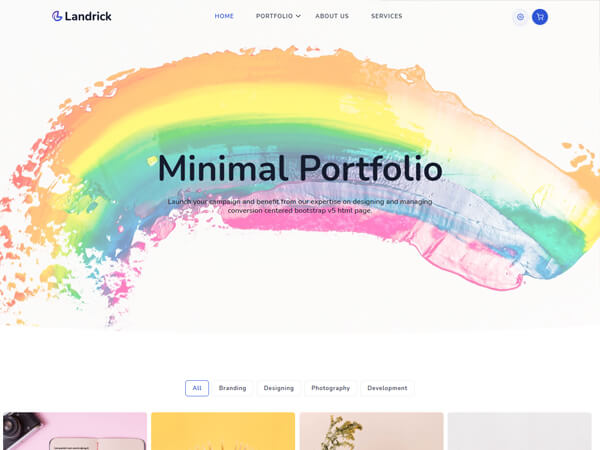 Landrick
HOME
PORTFOLIO
ABOUT US
SERVICES
Minimal Portfolio
Launch your campaign and benefit from our expertise on designing and managing
conversion centered bootstrap v5 html page.
All
Branding
Designing
Photography
Development